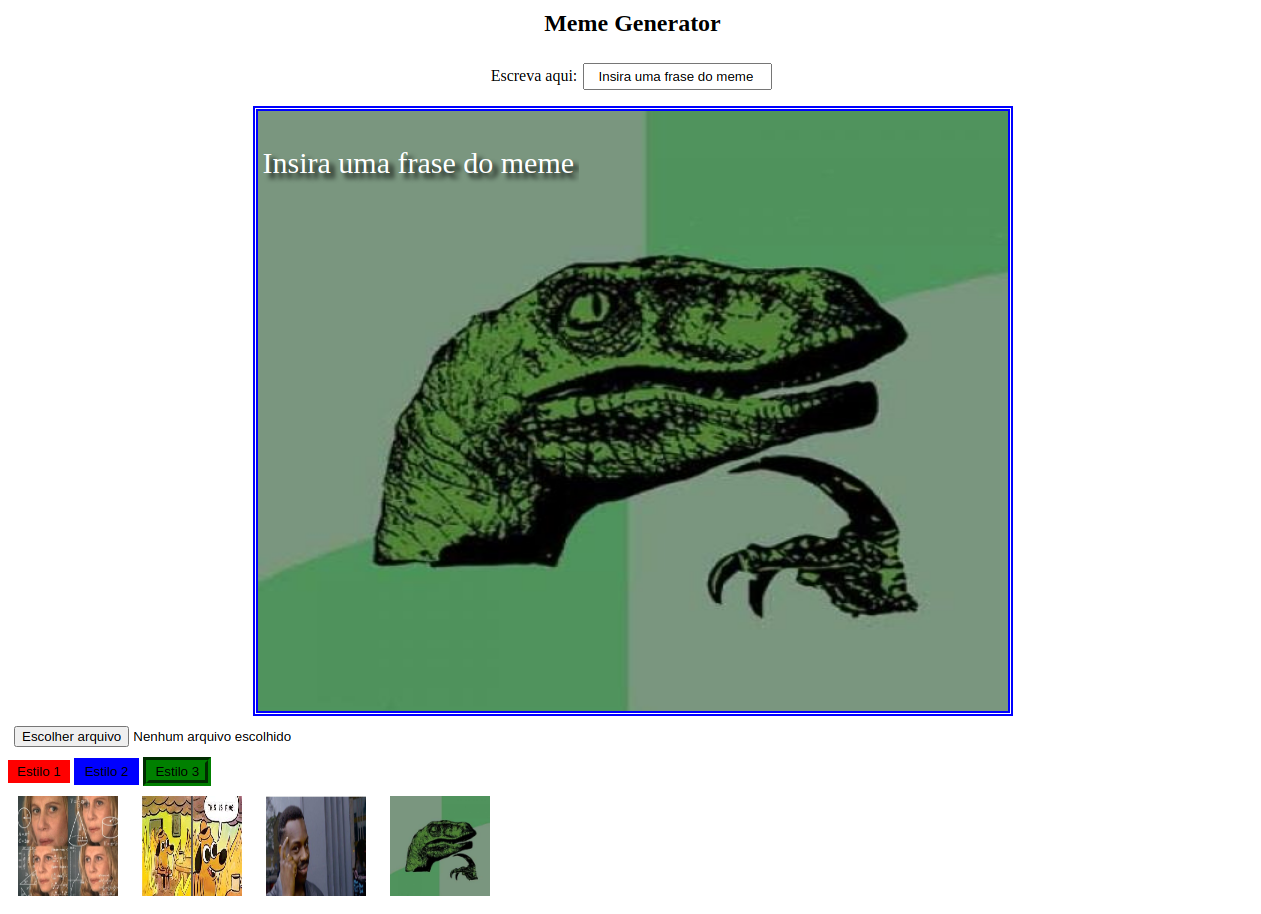 Meme Generator
Escreva aqui: Insira uma frase do meme
Insira uma frase do meme
Escolher arquivo Nenhum arquivo escolhido
Estilo 1 Estilo 2 Estilo 3
THIS IS FINE